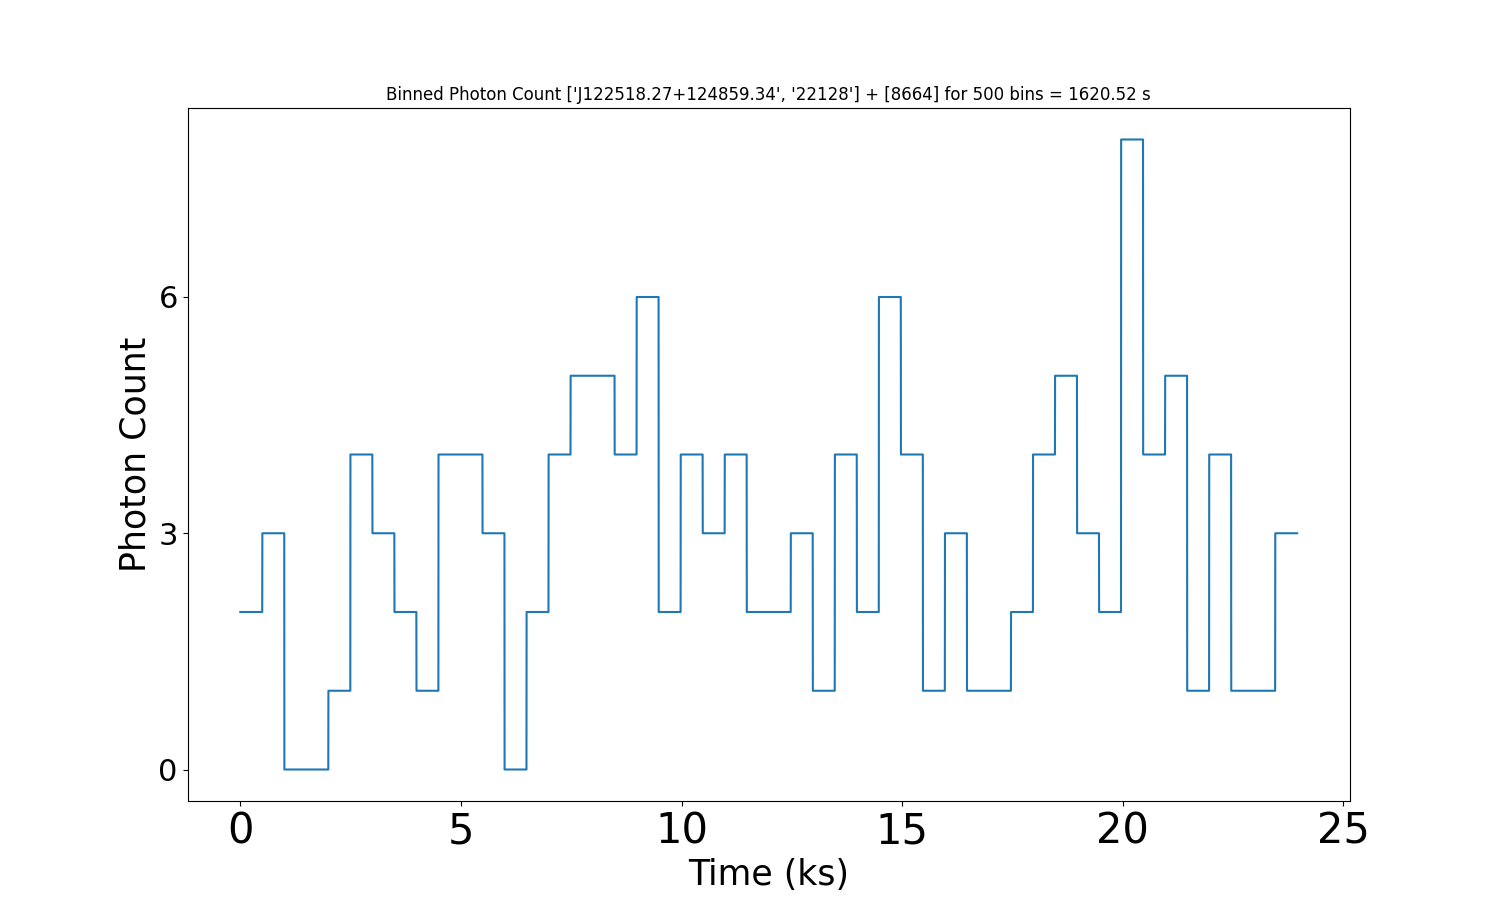 Binned Photon Count ['J122518.27+124859.34', '22128'] + [8664] for 500 bins = 1620.52 s
6
3
0
Photon Count
0 5 10 15 20 25
Time (ks)